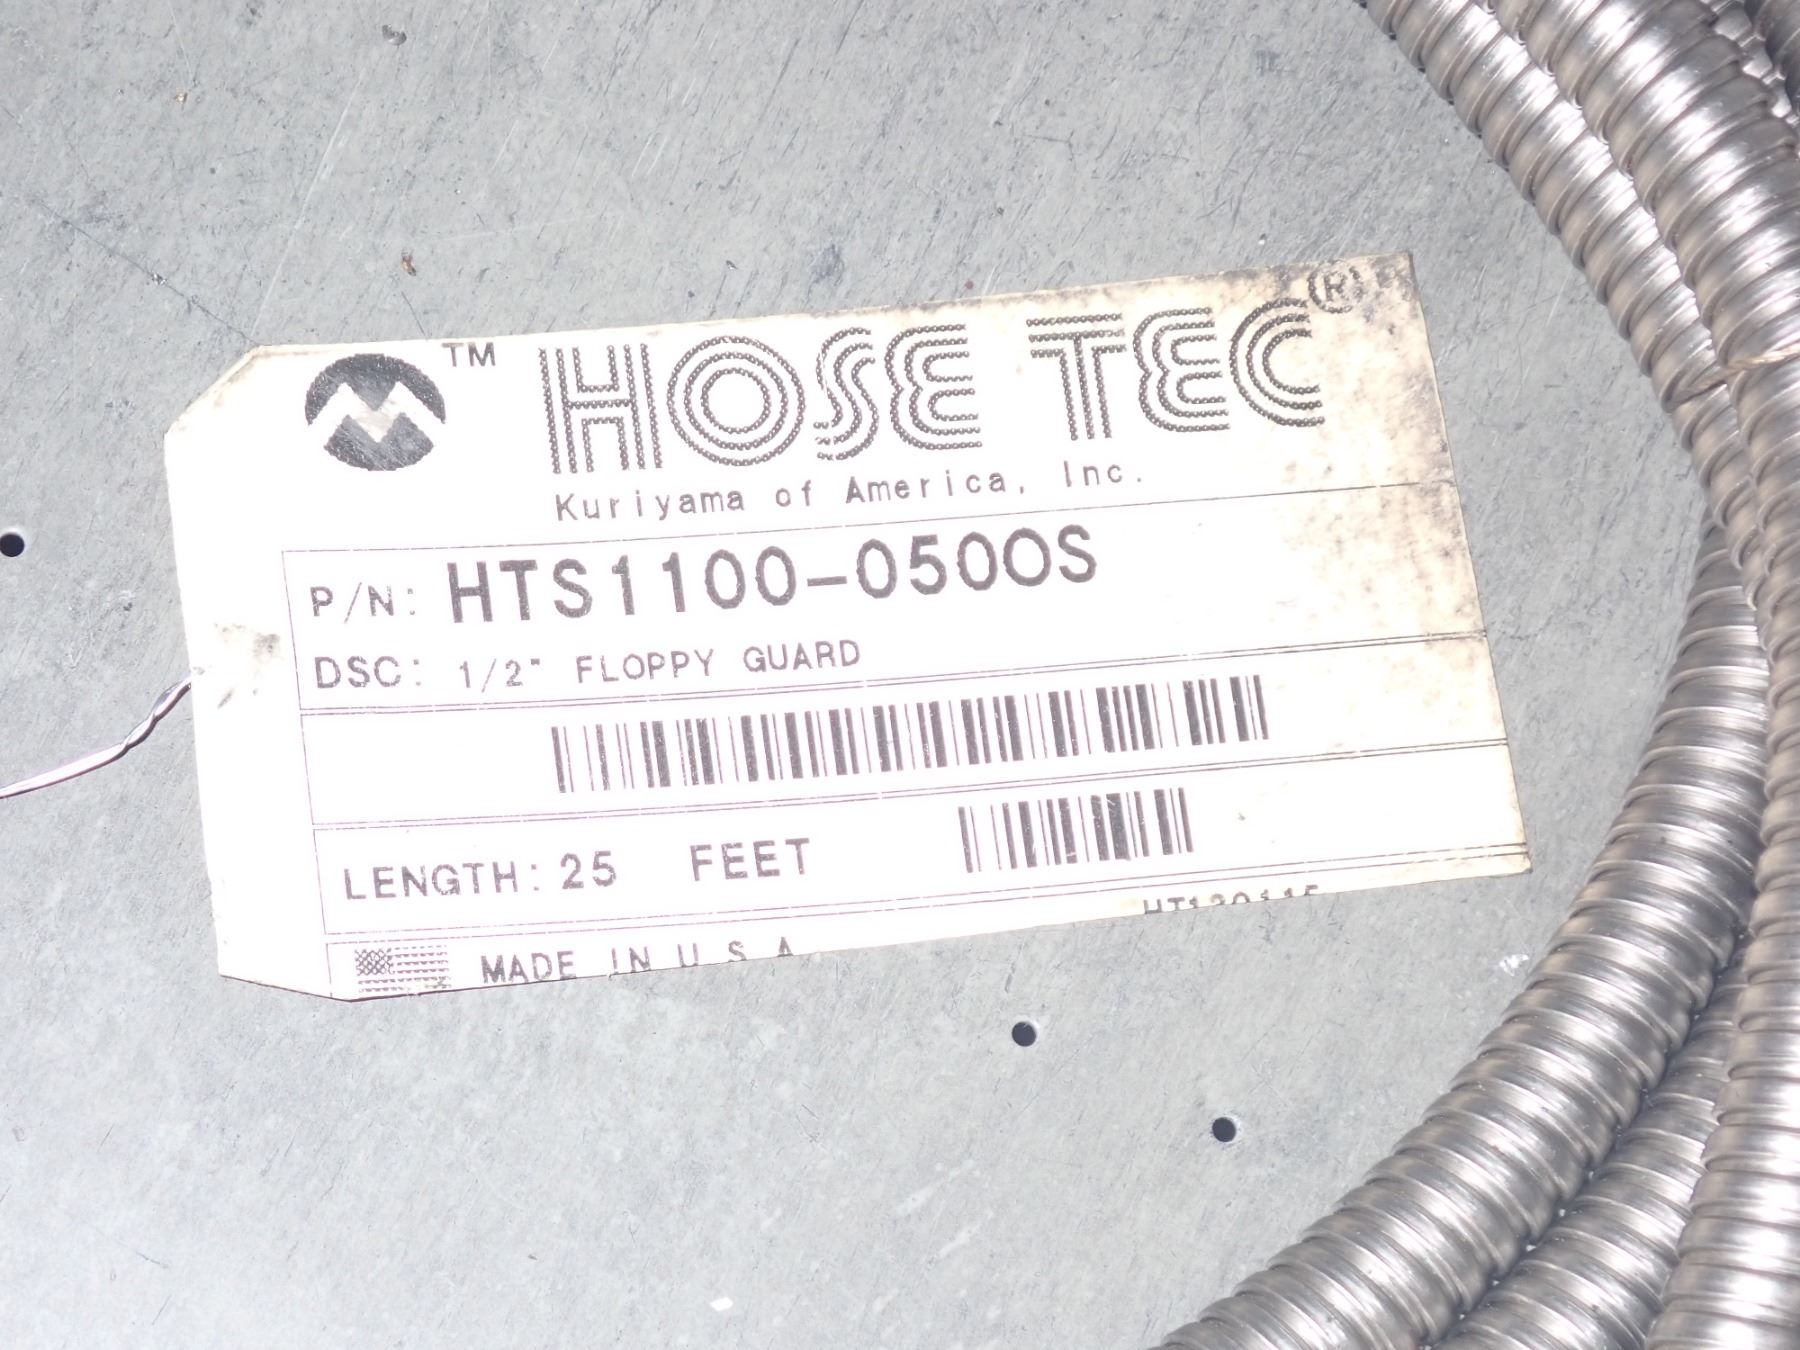 TM HOSE TEC®
Kuriyama of America, Inc.
P/N: HTS1100-0500S
DSC: 1/2" FLOPPY GUARD
LENGTH: 25 FEET
HT120115
MADE IN U S A